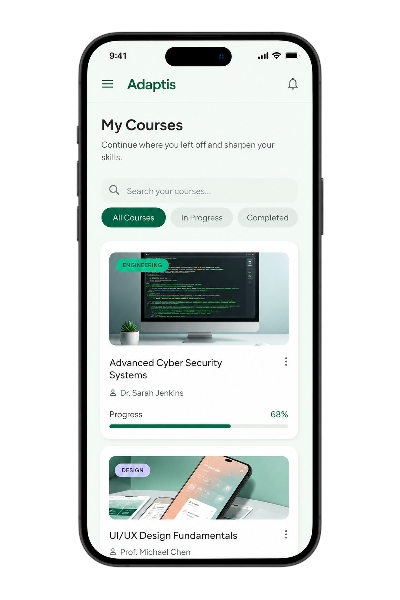 9:41
Adaptis
My Courses
Continue where you left off and sharpen your
skills.
Search your courses...
All Courses
In Progress
Completed
ENGINEERING
Advanced Cyber Security
Systems
Dr. Sarah Jenkins
Progress
68%
DESIGN
UI/UX Design Fundamentals
Prof. Michael Chen